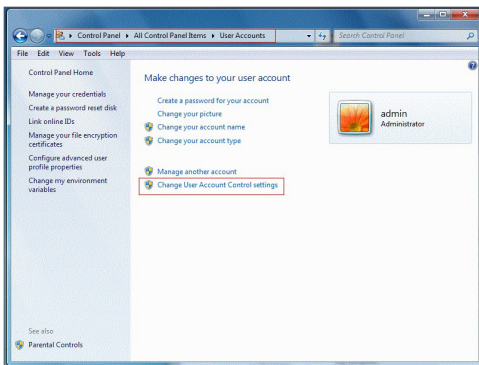 Control Panel ▸ All Control Panel Items ▸ User Accounts
Search Control Panel
File Edit View Tools Help
Control Panel Home
Manage your credentials
Create a password reset disk
Link online IDs
Manage your file encryption
certificates
Configure advanced user
profile properties
Change my environment
variables
See also
Parental Controls
Make changes to your user account
Create a password for your account
Change your picture
Change your account name
Change your account type
Manage another account
Change User Account Control settings
admin
Administrator